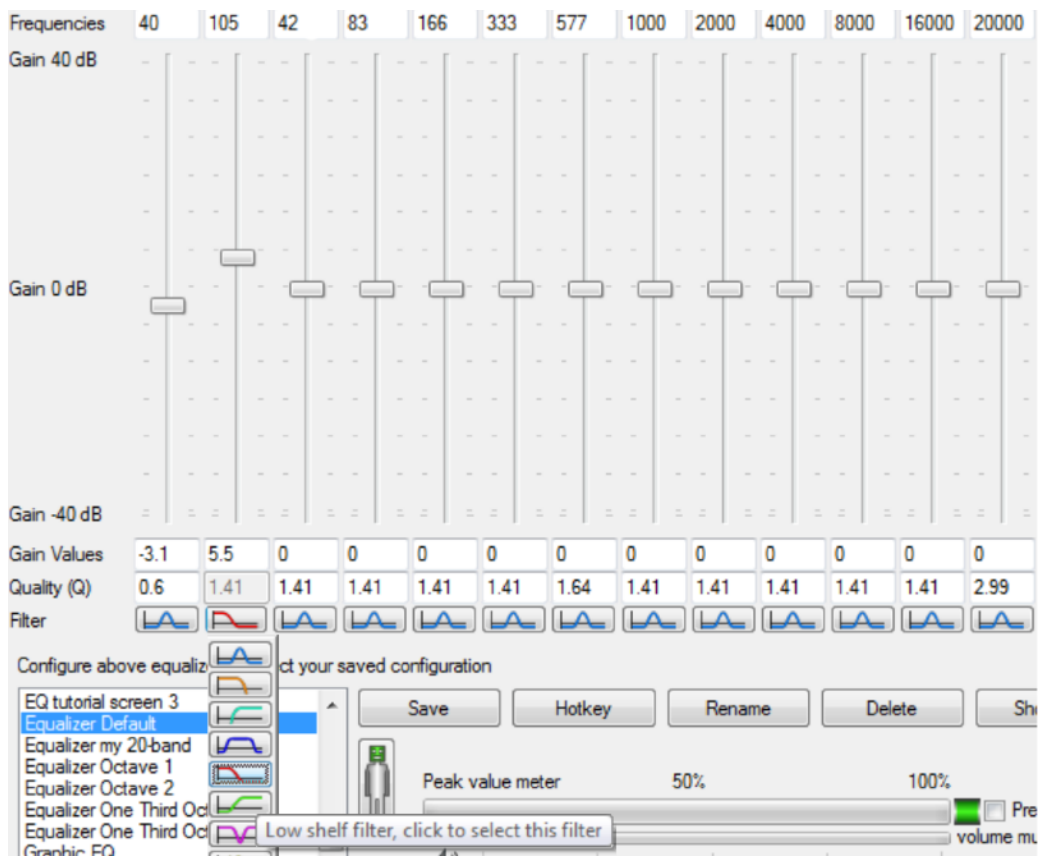 Frequencies 40 105 42 83 166 333 577 1000 2000 4000 8000 16000 20000
Gain 40 dB
Gain 0 dB
Gain -40 dB
Gain Values -3.1 5.5 0 0 0 0 0 0 0 0 0 0 0
Quality (Q) 0.6 1.41 1.41 1.41 1.41 1.41 1.64 1.41 1.41 1.41 1.41 1.41 2.99
Filter
Configure above equaliz ct your saved configuration
EQ tutorial screen 3
Equalizer Default
Equalizer my 20-band
Equalizer Octave 1
Equalizer Octave 2
Equalizer One Third Oct
Equalizer One Third Oct
Graphic EQ
Save Hotkey Rename Delete Sh
Peak value meter 50% 100%
Pre
Low shelf filter, click to select this filter
volume mu